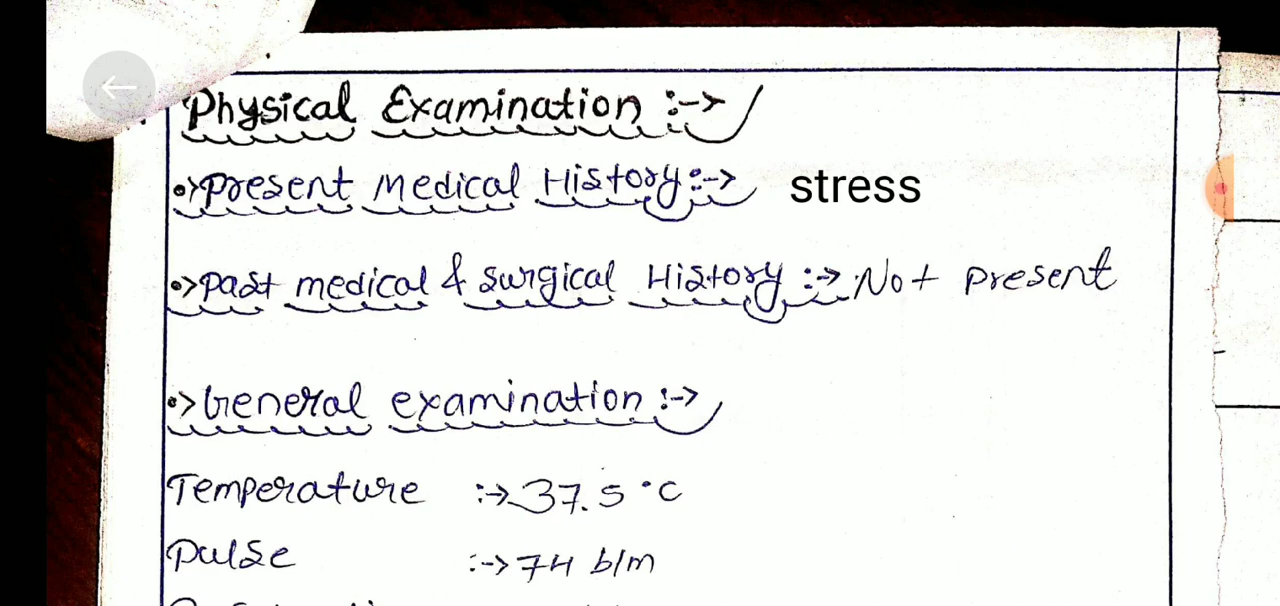 Physical Examination :->
•> Present Medical History :-> stress
•> Past medical & surgical History :-> Not present
•> General examination :->
Temperature :-> 37.5 °c
Pulse :-> 74 b/m